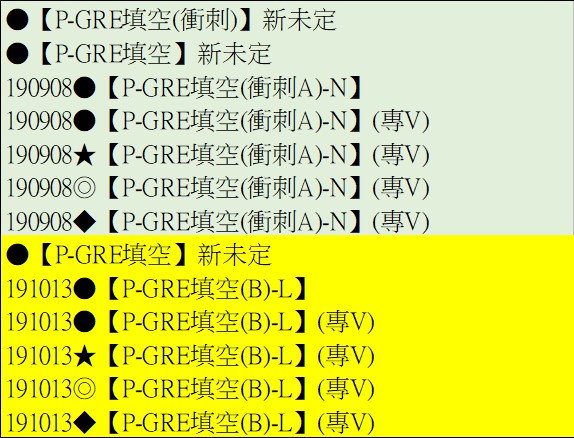 ●【P-GRE填空(衝刺)】新未定
●【P-GRE填空】新未定
190908●【P-GRE填空(衝刺A)-N】
190908●【P-GRE填空(衝刺A)-N】(專V)
190908★【P-GRE填空(衝刺A)-N】(專V)
190908◎【P-GRE填空(衝刺A)-N】(專V)
190908◆【P-GRE填空(衝刺A)-N】(專V)
●【P-GRE填空】新未定
191013●【P-GRE填空(B)-L】
191013●【P-GRE填空(B)-L】(專V)
191013★【P-GRE填空(B)-L】(專V)
191013◎【P-GRE填空(B)-L】(專V)
191013◆【P-GRE填空(B)-L】(專V)